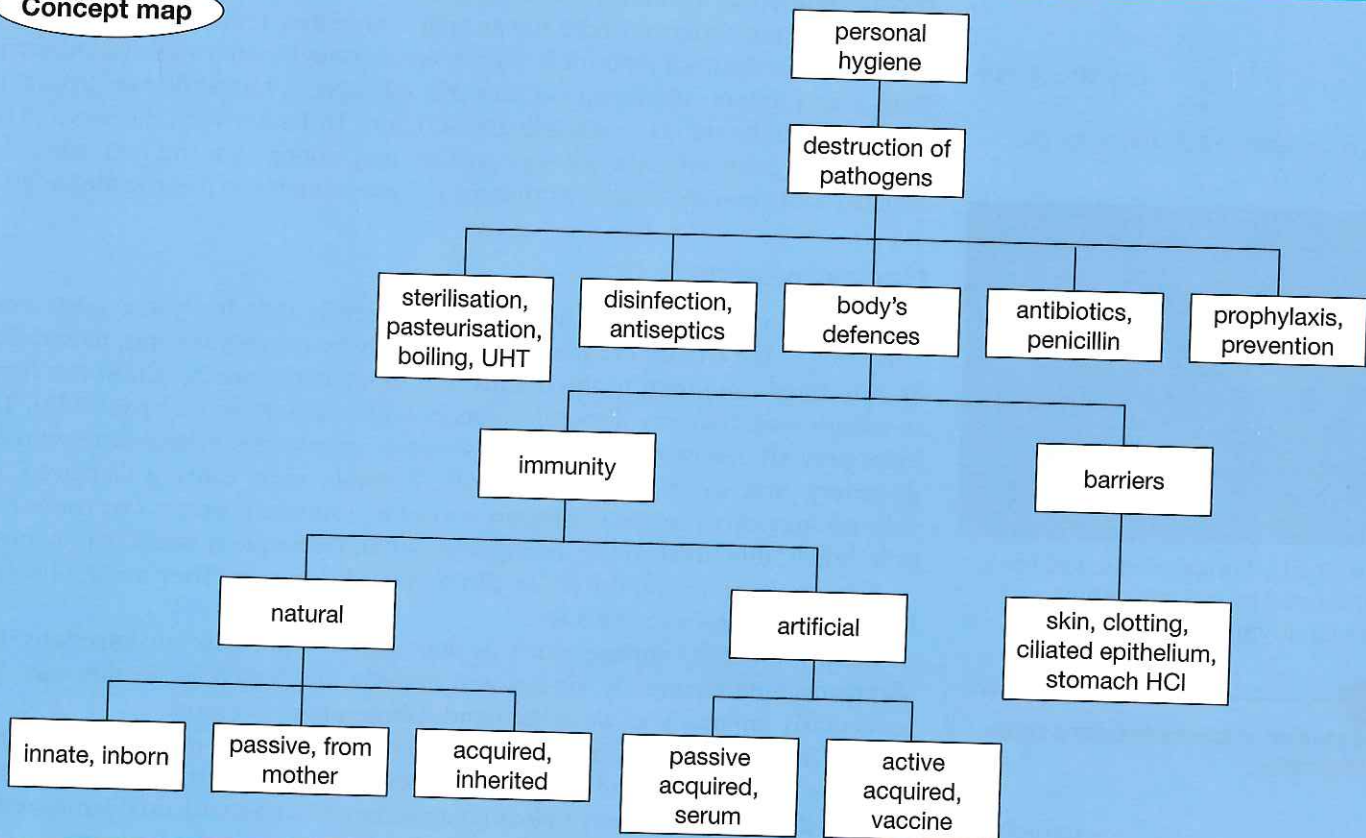 Concept map
personal
hygiene
destruction of
pathogens
sterilisation,
pasteurisation,
boiling, UHT
disinfection,
antiseptics
body's
defences
antibiotics,
penicillin
prophylaxis,
prevention
immunity
barriers
natural
artificial
skin, clotting,
ciliated epithelium,
stomach HCl
innate, inborn
passive, from
mother
acquired,
inherited
passive
acquired,
serum
active
acquired,
vaccine